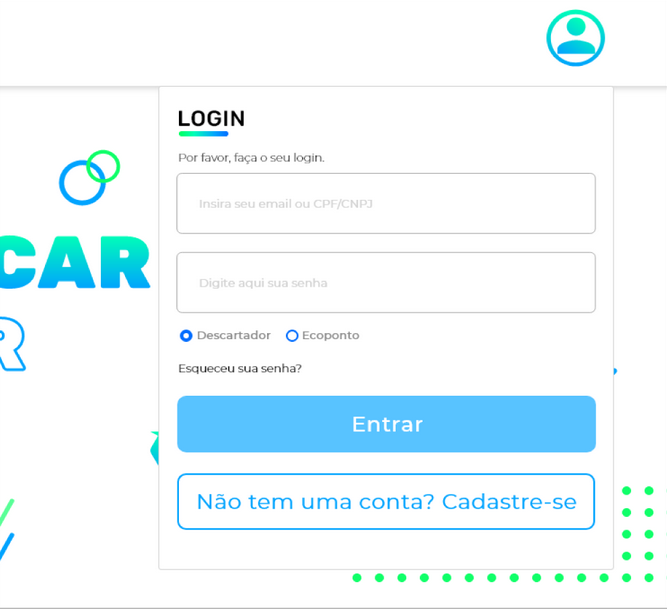 LOGIN
Por favor, faça o seu login.
Insira seu email ou CPF/CNPJ
CAR
R
Digite aqui sua senha
Descartador Ecoponto
Esqueceu sua senha?
Entrar
Não tem uma conta? Cadastre-se